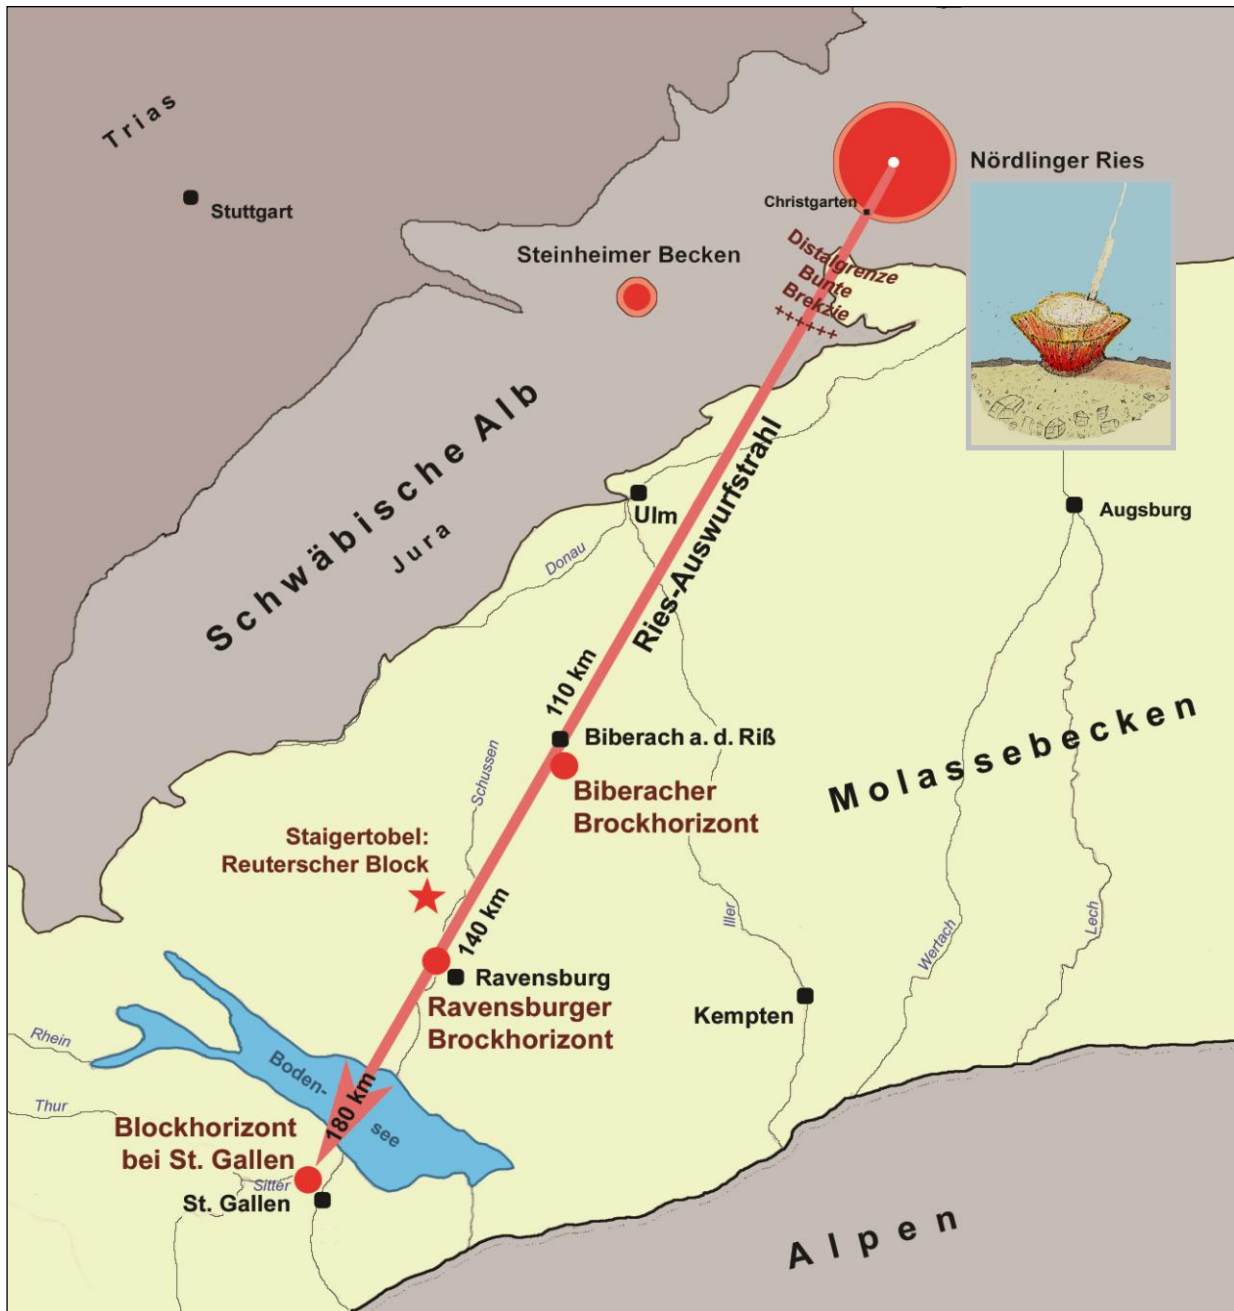 Trias
Stuttgart
Nördlinger Ries
Christgarten
Steinheimer Becken
Distalgrenze
Bunte
Brekzie
++++++
Schwäbische Alb
Jura
Ries-Auswurfstrahl
Ulm
Augsburg
Donau
110 km
Biberach a. d. Riß
Molassebecken
Schussen
Biberacher
Brockhorizont
Staigertobel:
Reuterscher Block
140 km
Iller
Wertach
Lech
Ravensburg
Kempten
Ravensburger
Brockhorizont
Rhein
Boden-
see
180 km
Thur
Blockhorizont
bei St. Gallen
Sitter
St. Gallen
Alpen